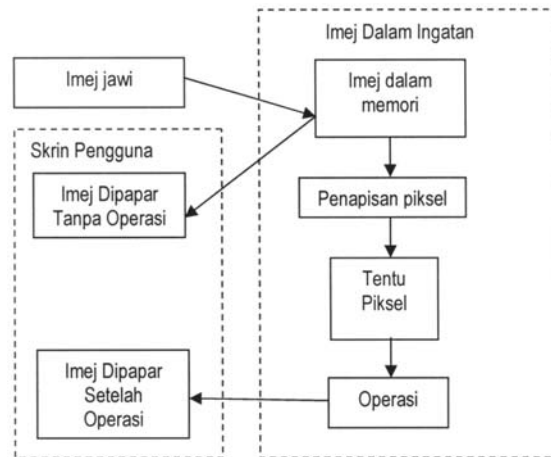 Imej Dalam Ingatan
Imej jawi
Imej dalam
memori
Skrin Pengguna
Imej Dipapar
Tanpa Operasi
Penapisan piksel
Tentu
Piksel
Imej Dipapar
Setelah
Operasi
Operasi